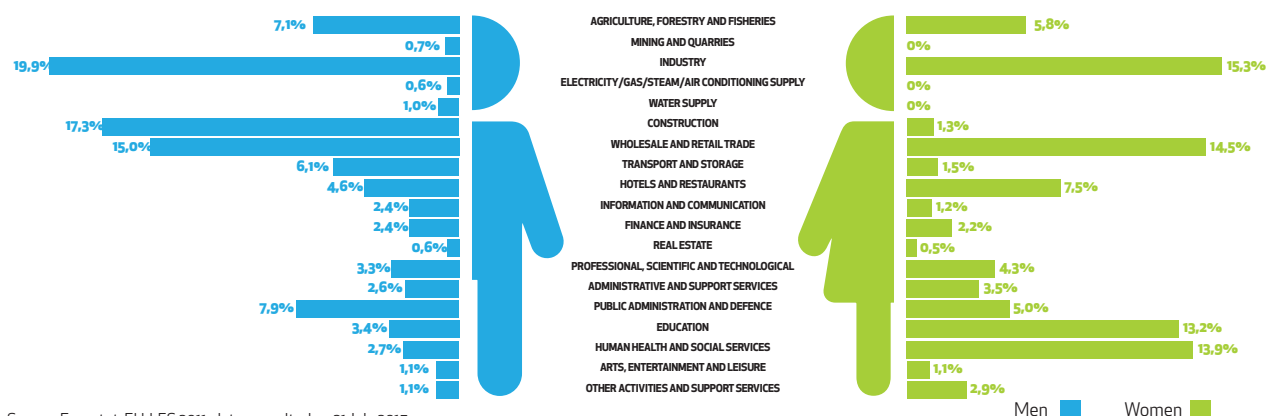 7,1% AGRICULTURE, FORESTRY AND FISHERIES 5,8%
0,7% MINING AND QUARRIES 0%
19,9% INDUSTRY 15,3%
0,6% ELECTRICITY/GAS/STEAM/AIR CONDITIONING SUPPLY 0%
1,0% WATER SUPPLY 0%
17,3% CONSTRUCTION 1,3%
15,0% WHOLESALE AND RETAIL TRADE 14,5%
6,1% TRANSPORT AND STORAGE 1,5%
4,6% HOTELS AND RESTAURANTS 7,5%
2,4% INFORMATION AND COMMUNICATION 1,2%
2,4% FINANCE AND INSURANCE 2,2%
0,6% REAL ESTATE 0,5%
3,3% PROFESSIONAL, SCIENTIFIC AND TECHNOLOGICAL 4,3%
2,6% ADMINISTRATIVE AND SUPPORT SERVICES 3,5%
7,9% PUBLIC ADMINISTRATION AND DEFENCE 5,0%
3,4% EDUCATION 13,2%
2,7% HUMAN HEALTH AND SOCIAL SERVICES 13,9%
1,1% ARTS, ENTERTAINMENT AND LEISURE 1,1%
1,1% OTHER ACTIVITIES AND SUPPORT SERVICES 2,9%
Men Women